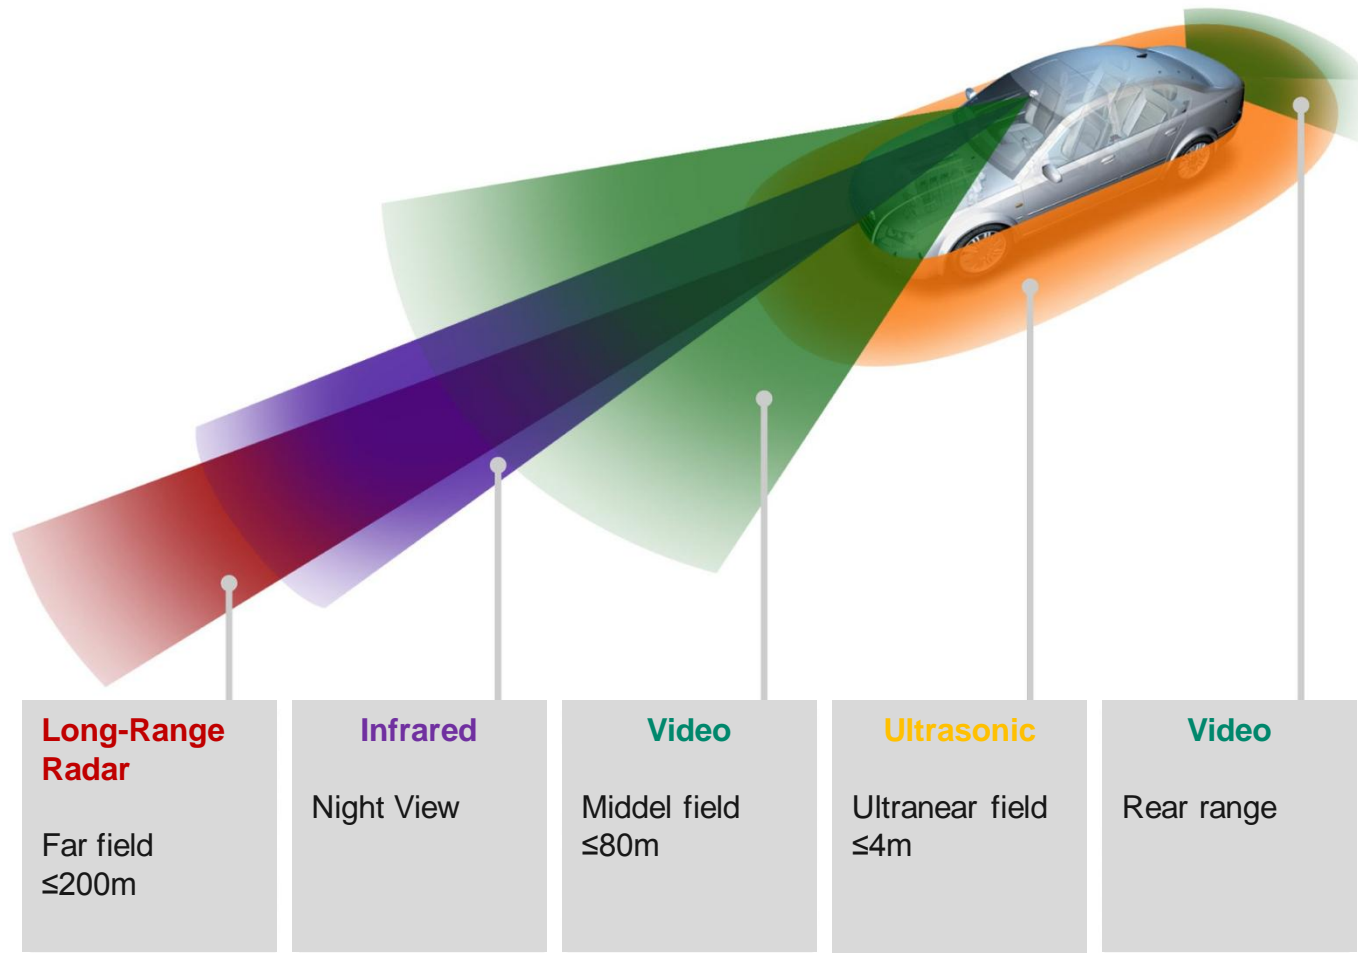 Long-Range
Radar
Far field
≤200m
Infrared
Night View
Video
Middel field
≤80m
Ultrasonic
Ultranear field
≤4m
Video
Rear range